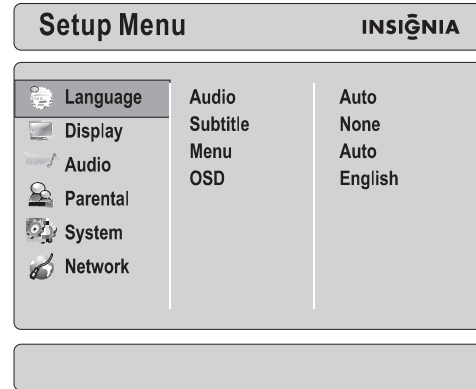 Setup Menu
INSIGNIA
Language
Display
Audio
Parental
System
Network
Audio
Subtitle
Menu
OSD
Auto
None
Auto
English